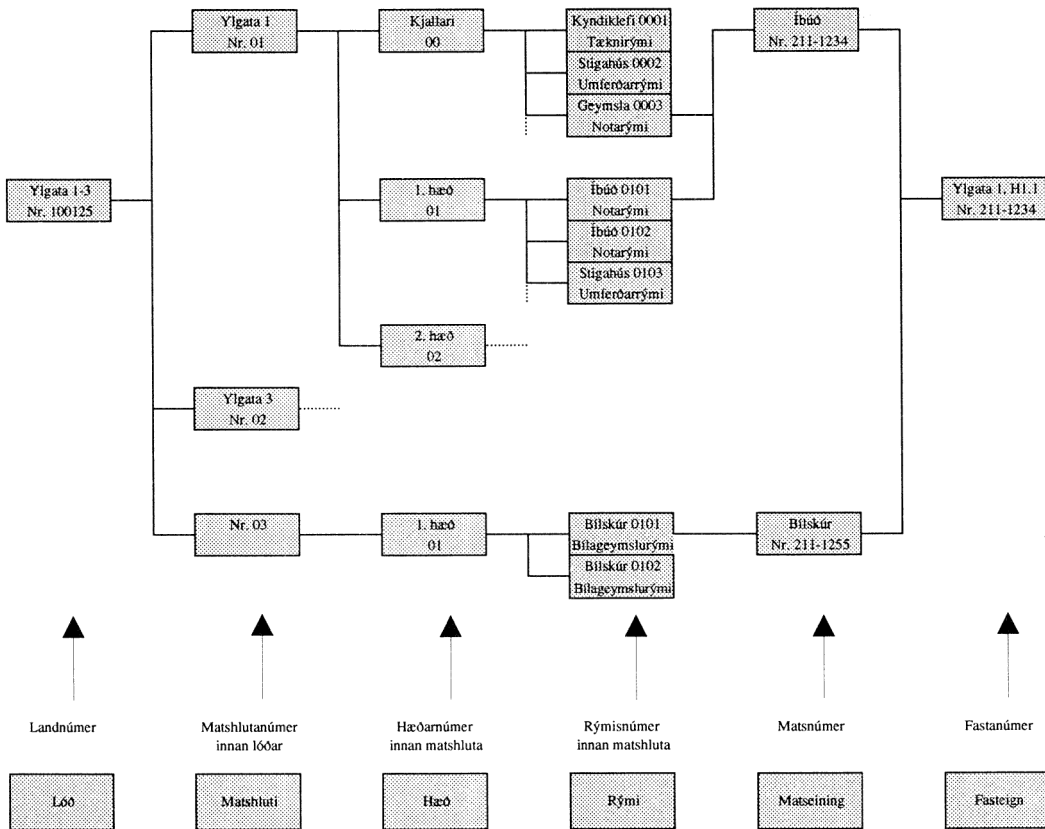 Ylgata 1
Nr. 01
Kjallari
00
Kyndiklefi 0001
Tæknirými
Stigahús 0002
Umferðarrými
Geymsla 0003
Notarými
Íbúð
Nr. 211-1234
Ylgata 1-3
Nr. 100125
1. hæð
01
Íbúð 0101
Notarými
Íbúð 0102
Notarými
Stigahús 0103
Umferðarrými
Ylgata 1, H1.1
Nr. 211-1234
2. hæð
02
Ylgata 3
Nr. 02
Nr. 03
1. hæð
01
Bílskúr 0101
Bílageymslurými
Bílskúr 0102
Bílageymslurými
Bílskúr
Nr. 211-1255
Landnúmer
Matshlutanúmer
innan lóðar
Hæðarnúmer
innan matshluta
Rýmisnúmer
innan matshluta
Matsnúmer
Fastanúmer
Lóð
Matshluti
Hæð
Rými
Matseining
Fasteign